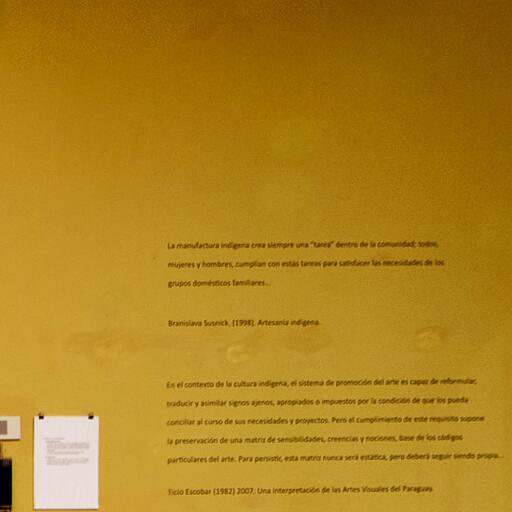 La manufactura indígena crea siempre una "tarea" dentro de la comunidad; todos,
mujeres y hombres, cumplían con estas tareas para satisfacer las necesidades de los
grupos domésticos familiares...
Branislava Susnick. (1998). Artesanía indígena.
En el contexto de la cultura indígena, el sistema de promoción del arte es capaz de reformular,
traducir y asimilar signos ajenos, apropiados o impuestos por la condición de que los pueda
conciliar al curso de sus necesidades y proyectos. Pero el cumplimiento de este requisito supone
la preservación de una matriz de sensibilidades, creencias y nociones, base de los códigos
particulares del arte. Para persistir, esta matriz nunca será estática, pero deberá seguir siendo propia...
Ticio Escobar (1982) 2007: Una Interpretación de las Artes Visuales del Paraguay.